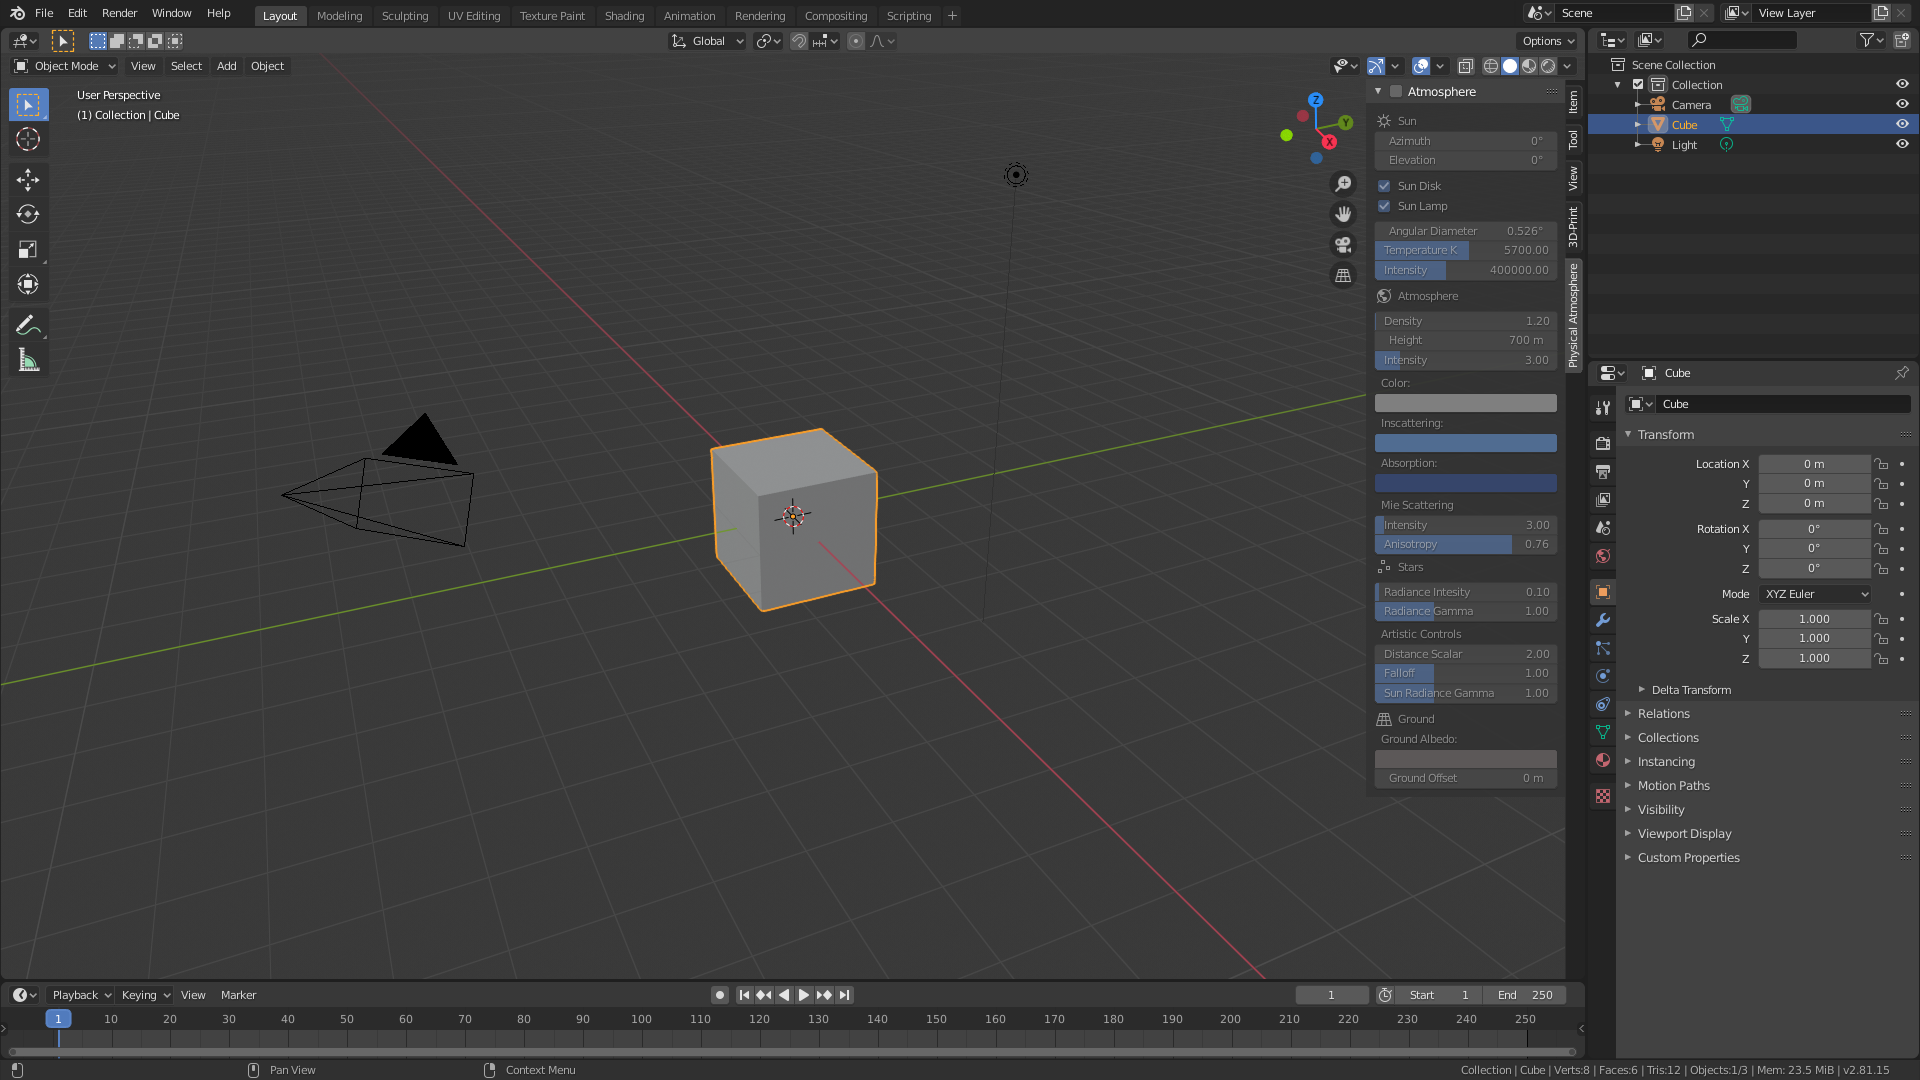 File Edit Render Window Help Layout Modeling Sculpting UV Editing Texture Paint Shading Animation Rendering Compositing Scripting + Scene View Layer
Global Options
Object Mode View Select Add Object
User Perspective
(1) Collection | Cube
Z
Y
X
Atmosphere
Sun
Azimuth 0°
Elevation 0°
Sun Disk
Sun Lamp
Angular Diameter 0.526°
Temperature K 5700.00
Intensity 400000.00
Atmosphere
Density 1.20
Height 700 m
Intensity 3.00
Color:
Inscattering:
Absorption:
Mie Scattering
Intensity 3.00
Anisotropy 0.76
Stars
Radiance Intesity 0.10
Radiance Gamma 1.00
Artistic Controls
Distance Scalar 2.00
Falloff 1.00
Sun Radiance Gamma 1.00
Ground
Ground Albedo:
Ground Offset 0 m
Item
Tool
View
3D-Print
Physical Atmosphere
Scene Collection
Collection
Camera
Cube
Light
Cube
Cube
Transform
Location X 0 m
Y 0 m
Z 0 m
Rotation X 0°
Y 0°
Z 0°
Mode XYZ Euler
Scale X 1.000
Y 1.000
Z 1.000
Delta Transform
Relations
Collections
Instancing
Motion Paths
Visibility
Viewport Display
Custom Properties
Playback Keying View Marker 1 Start 1 End 250
1 10 20 30 40 50 60 70 80 90 100 110 120 130 140 150 160 170 180 190 200 210 220 230 240 250
Pan View Context Menu Collection | Cube | Verts:8 | Faces:6 | Tris:12 | Objects:1/3 | Mem: 23.5 MiB | v2.81.15